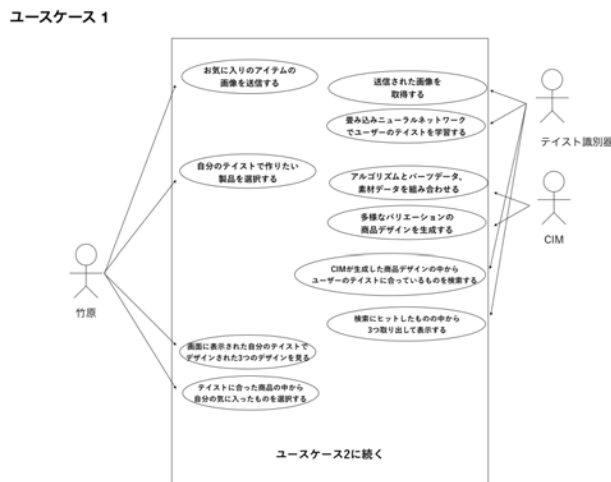 ユースケース 1
お気に入りのアイテムの
画像を送信する
送信された画像を
取得する
畳み込みニューラルネットワーク
でユーザーのテイストを学習する
テイスト識別器
自分のテイストで作りたい
製品を選択する
アルゴリズムとパーツデータ、
素材データを組み合わせる
多様なバリエーションの
商品デザインを生成する
CIM
CIMが生成した商品デザインの中から
ユーザーのテイストに合っているものを検索する
竹原
検索にヒットしたものの中から
3つ取り出して表示する
画面に表示された自分のテイストで
デザインされた3つのデザインを見る
テイストに合った商品の中から
自分の気に入ったものを選択する
ユースケース2に続く